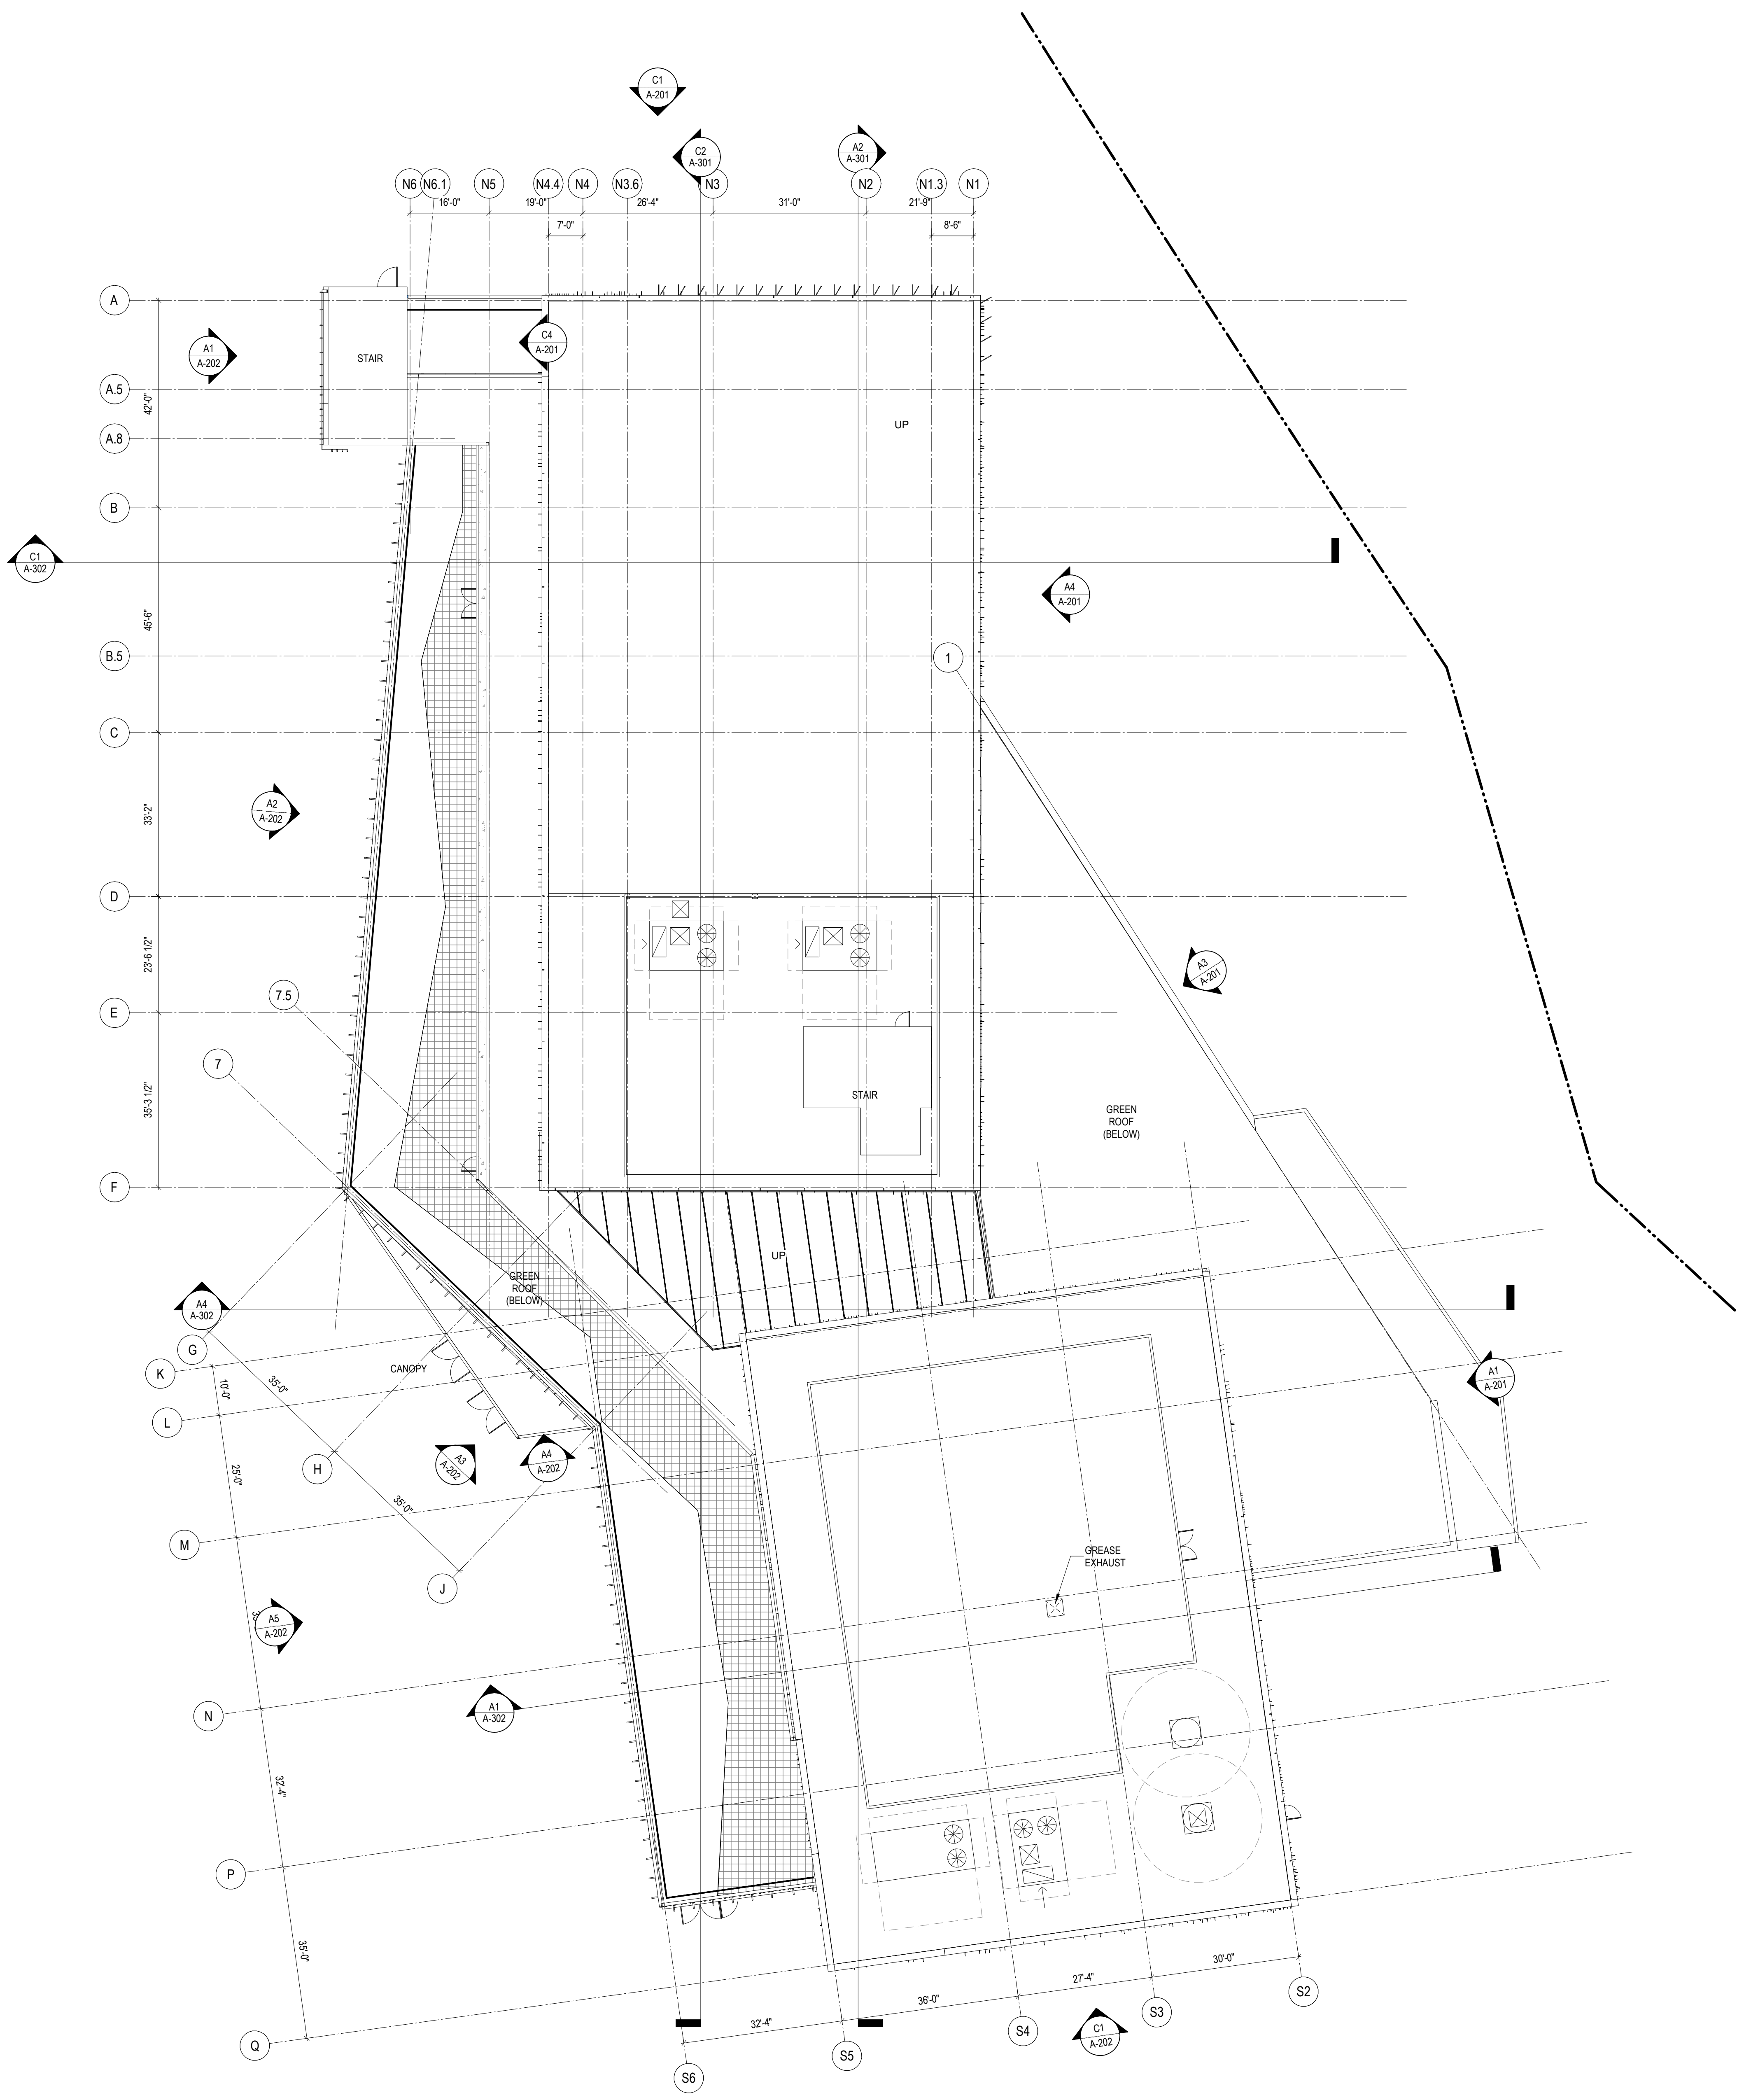 C1
A-201
C2
A-301
A2
A-301
N6
N6.1
N5
N4.4
N4
N3.6
N3
N2
N1.3
N1
16'-0"
19'-0"
26'-4"
31'-0"
21'-9"
7'-0"
8'-6"
A
C4
A-201
A1
A-202
STAIR
A.5
42'-0"
UP
A.8
B
C1
A-302
A4
A-201
45'-6"
B.5
1
C
A2
A-202
33'-2"
D
23'-6 1/2"
A3
A-201
7.5
E
7
35'-3 1/2"
STAIR
GREEN
ROOF
(BELOW)
F
UP
GREEN
ROOF
(BELOW)
A4
A-302
G
K
CANOPY
A1
A-201
10'-0"
35'-0"
L
H
A3
A-202
A4
A-202
25'-0"
35'-0"
M
GREASE
EXHAUST
J
A5
A-202
N
A1
A-302
32'-4"
P
35'-0"
30'-0"
27'-4"
36'-0"
32'-4"
S2
S3
S4
C1
A-202
Q
S5
S6